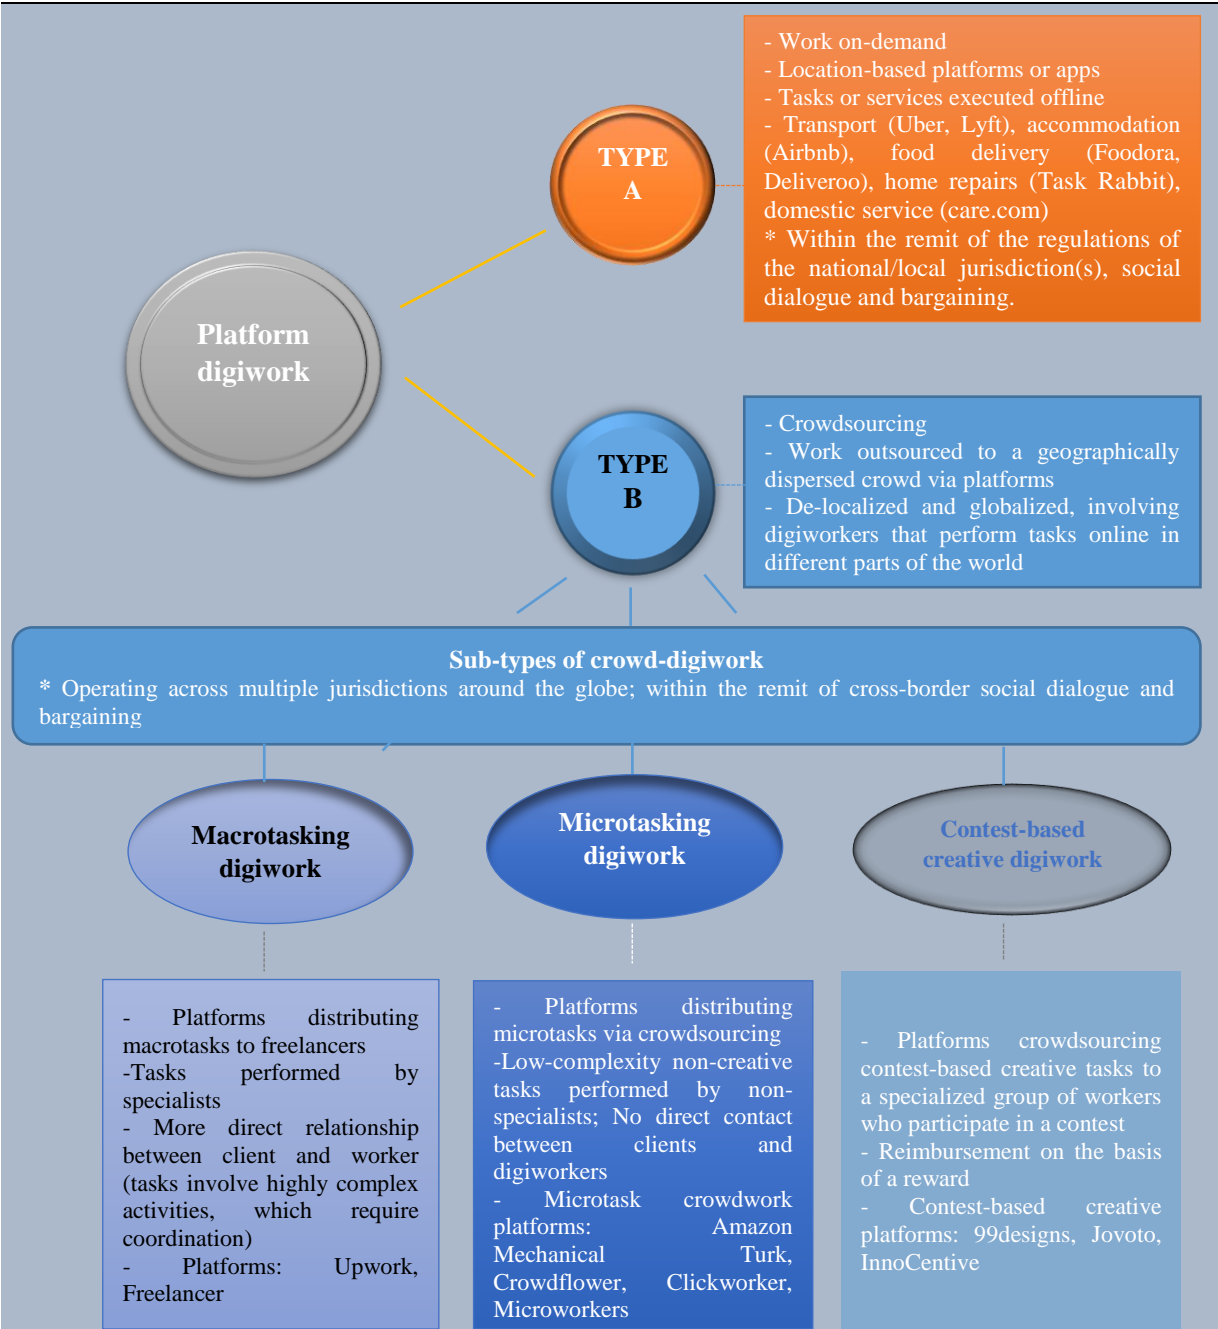 - Work on-demand
- Location-based platforms or apps
- Tasks or services executed offline
- Transport (Uber, Lyft), accommodation
(Airbnb), food delivery (Foodora,
Deliveroo), home repairs (Task Rabbit),
domestic service (care.com)
* Within the remit of the regulations of
the national/local jurisdiction(s), social
dialogue and bargaining.
TYPE
A
Platform
digiwork
TYPE
B
- Crowdsourcing
- Work outsourced to a geographically
dispersed crowd via platforms
- De-localized and globalized, involving
digiworkers that perform tasks online in
different parts of the world
Sub-types of crowd-digiwork
* Operating across multiple jurisdictions around the globe; within the remit of cross-border social dialogue and
bargaining
Macrotasking
digiwork
Microtasking
digiwork
Contest-based
creative digiwork
- Platforms distributing
macrotasks to freelancers
-Tasks performed by
specialists
- More direct relationship
between client and worker
(tasks involve highly complex
activities, which require
coordination)
- Platforms: Upwork,
Freelancer
- Platforms distributing
microtasks via crowdsourcing
-Low-complexity non-creative
tasks performed by non-
specialists; No direct contact
between clients and
digiworkers
- Microtask crowdwork
platforms: Amazon
Mechanical Turk,
Crowdflower, Clickworker,
Microworkers
- Platforms crowdsourcing
contest-based creative tasks to
a specialized group of workers
who participate in a contest
- Reimbursement on the basis
of a reward
- Contest-based creative
platforms: 99designs, Jovoto,
InnoCentive